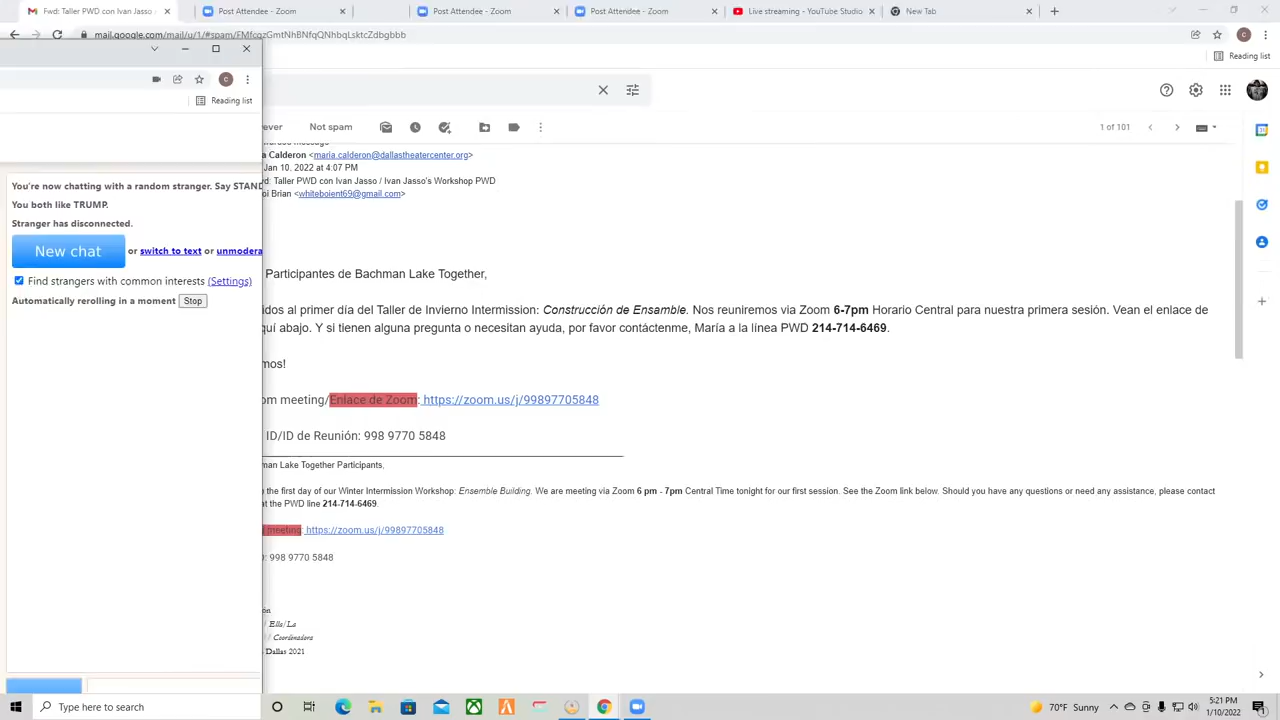 Fwd: Taller PWD con Ivan Jasso
Post Attendee - Zoom
Post Attendee - Zoom
Post Attendee - Zoom
Live streaming - YouTube Studio
New Tab
mail.google.com/mail/u/1/#spam/FMfcgzGmtNhBNfqQNhbqLsktcZdbgbbb
Reading list
Reading list
ever
Not spam
1 of 101
a Calderon <maria.calderon@dallastheatercenter.org>
Jan 10, 2022 at 4:07 PM
d: Taller PWD con Ivan Jasso / Ivan Jasso's Workshop PWD
oi Brian <whiteboient69@gmail.com>
You're now chatting with a random stranger. Say STAND
You both like TRUMP.
Stranger has disconnected.
New chat or switch to text or unmodera
Find strangers with common interests (Settings)
Automatically rerolling in a moment Stop
Participantes de Bachman Lake Together,
idos al primer día del Taller de Invierno Intermission: Construcción de Ensamble. Nos reuniremos via Zoom 6-7pm Horario Central para nuestra primera sesión. Vean el enlace de
quí abajo. Y si tienen alguna pregunta o necesitan ayuda, por favor contáctenme, María a la línea PWD 214-714-6469.
mos!
om meeting/Enlace de Zoom: https://zoom.us/j/99897705848
ID/ID de Reunión: 998 9770 5848
man Lake Together Participants,
the first day of our Winter Intermission Workshop: Ensemble Building. We are meeting via Zoom 6 pm - 7pm Central Time tonight for our first session. See the Zoom link below. Should you have any questions or need any assistance, please contact
at the PWD line 214-714-6469.
meeting: https://zoom.us/j/99897705848
D: 998 9770 5848
ón
/ Ella/La
/ Coordenadora
Dallas 2021
Type here to search
70°F Sunny
5:21 PM
1/10/2022